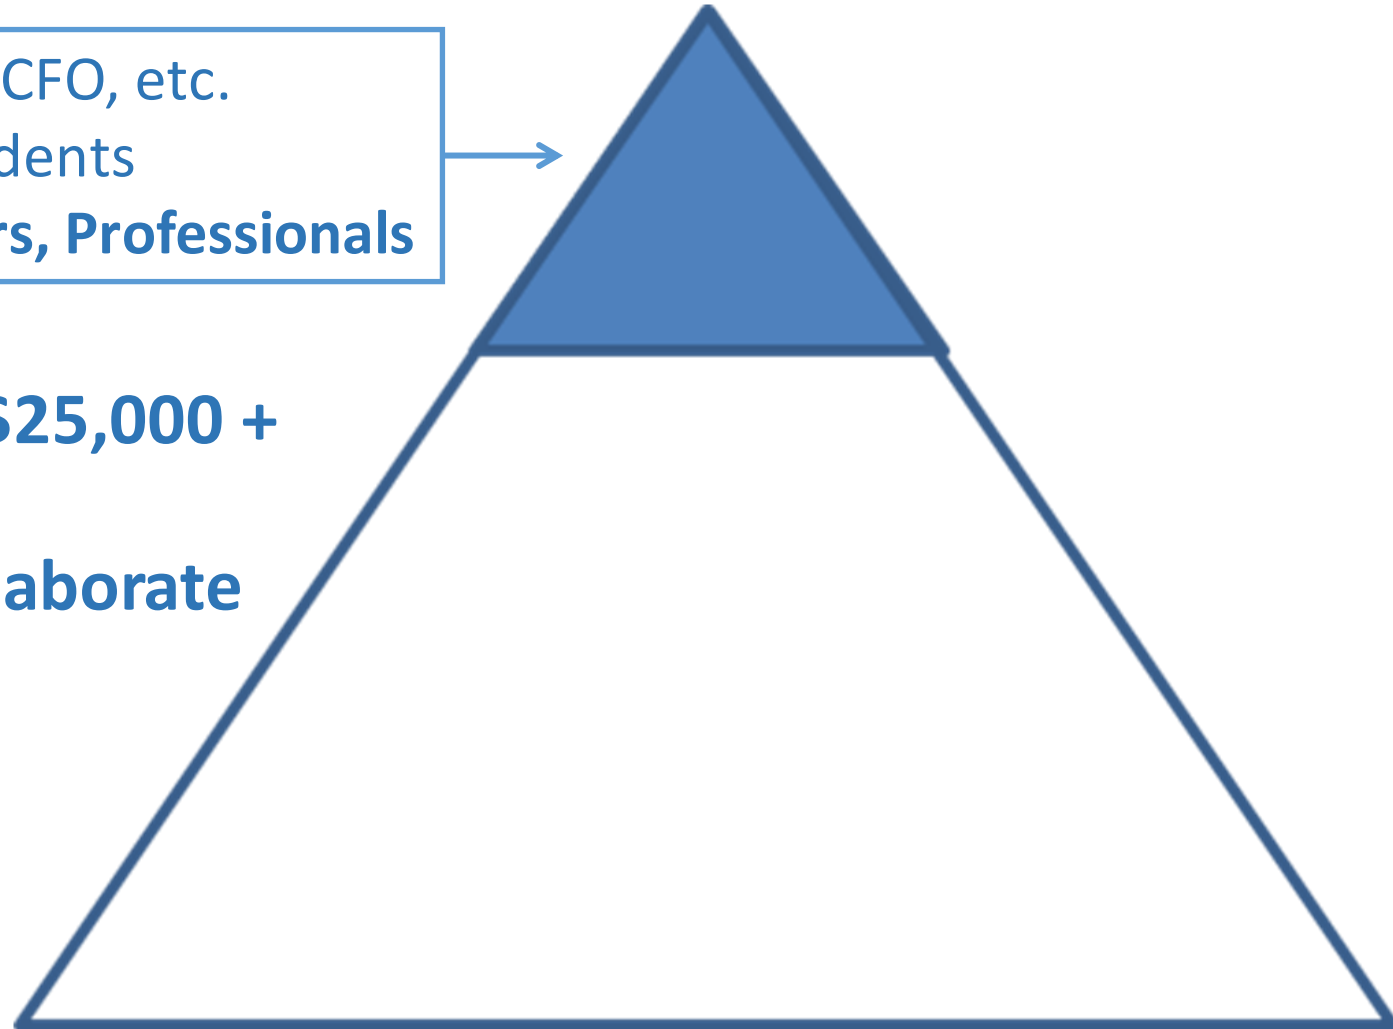 CFO, etc.
dents
rs, Professionals
$25,000 +
aborate